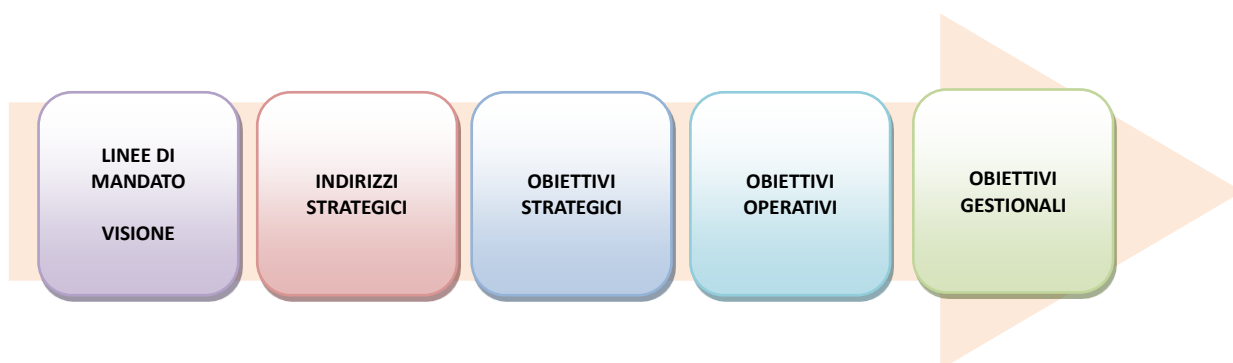 LINEE DI
MANDATO
VISIONE
INDIRIZZI
STRATEGICI
OBIETTIVI
STRATEGICI
OBIETTIVI
OPERATIVI
OBIETTIVI
GESTIONALI